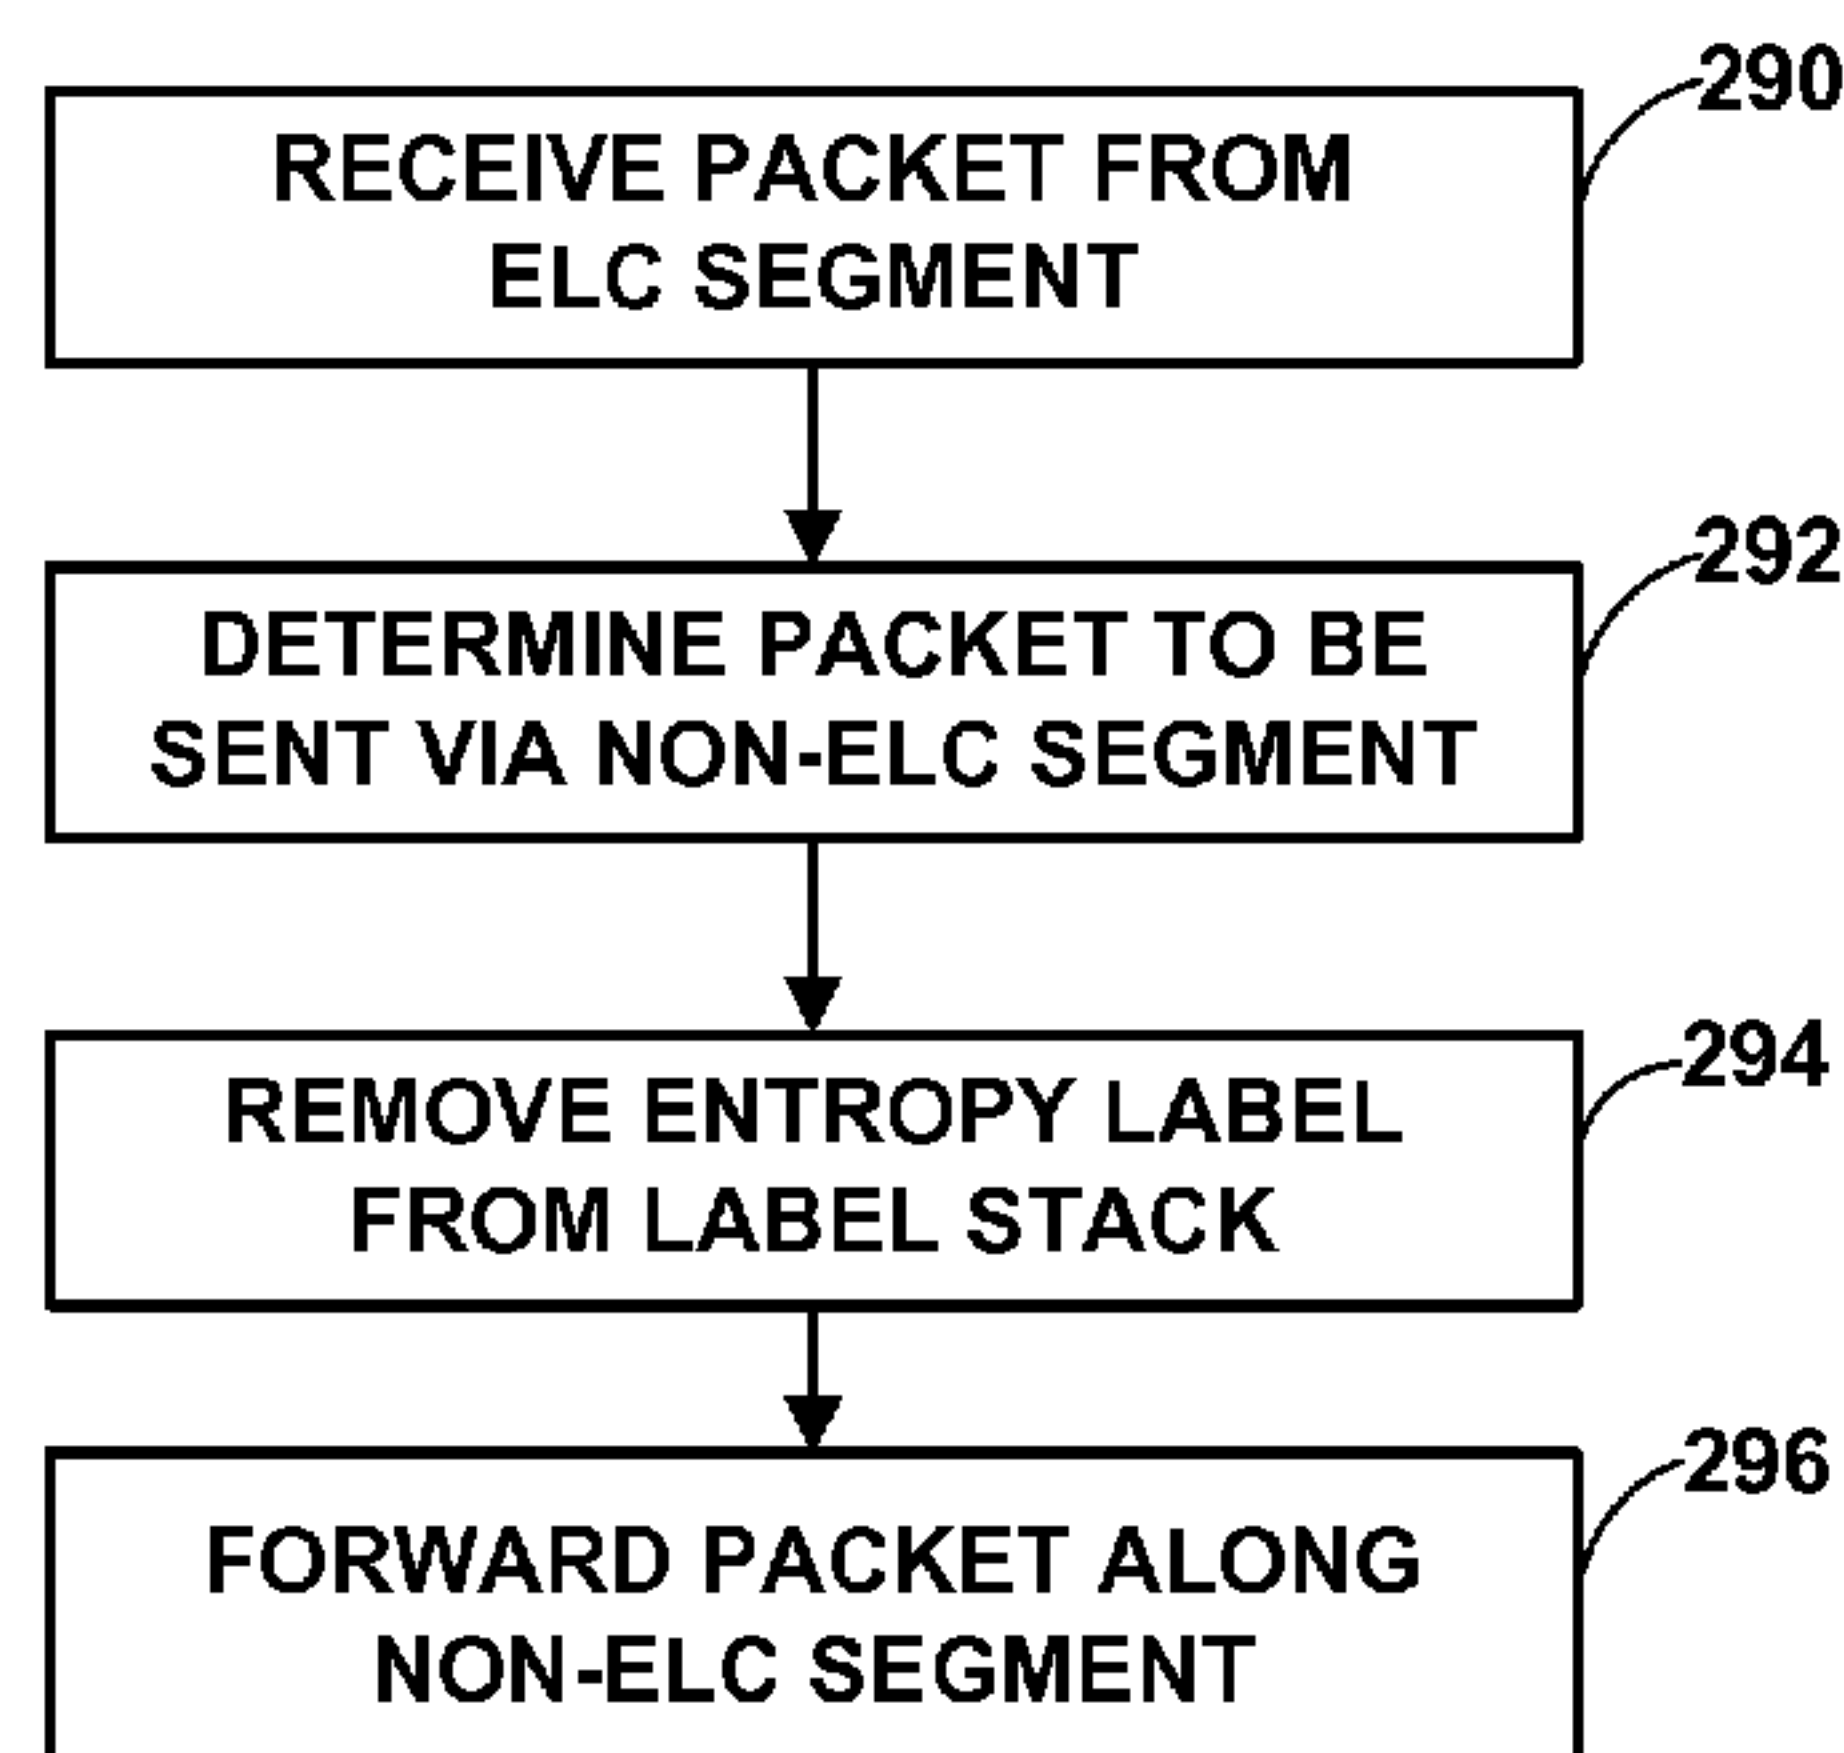 290
RECEIVE PACKET FROM
ELC SEGMENT
292
DETERMINE PACKET TO BE
SENT VIA NON-ELC SEGMENT
294
REMOVE ENTROPY LABEL
FROM LABEL STACK
296
FORWARD PACKET ALONG
NON-ELC SEGMENT